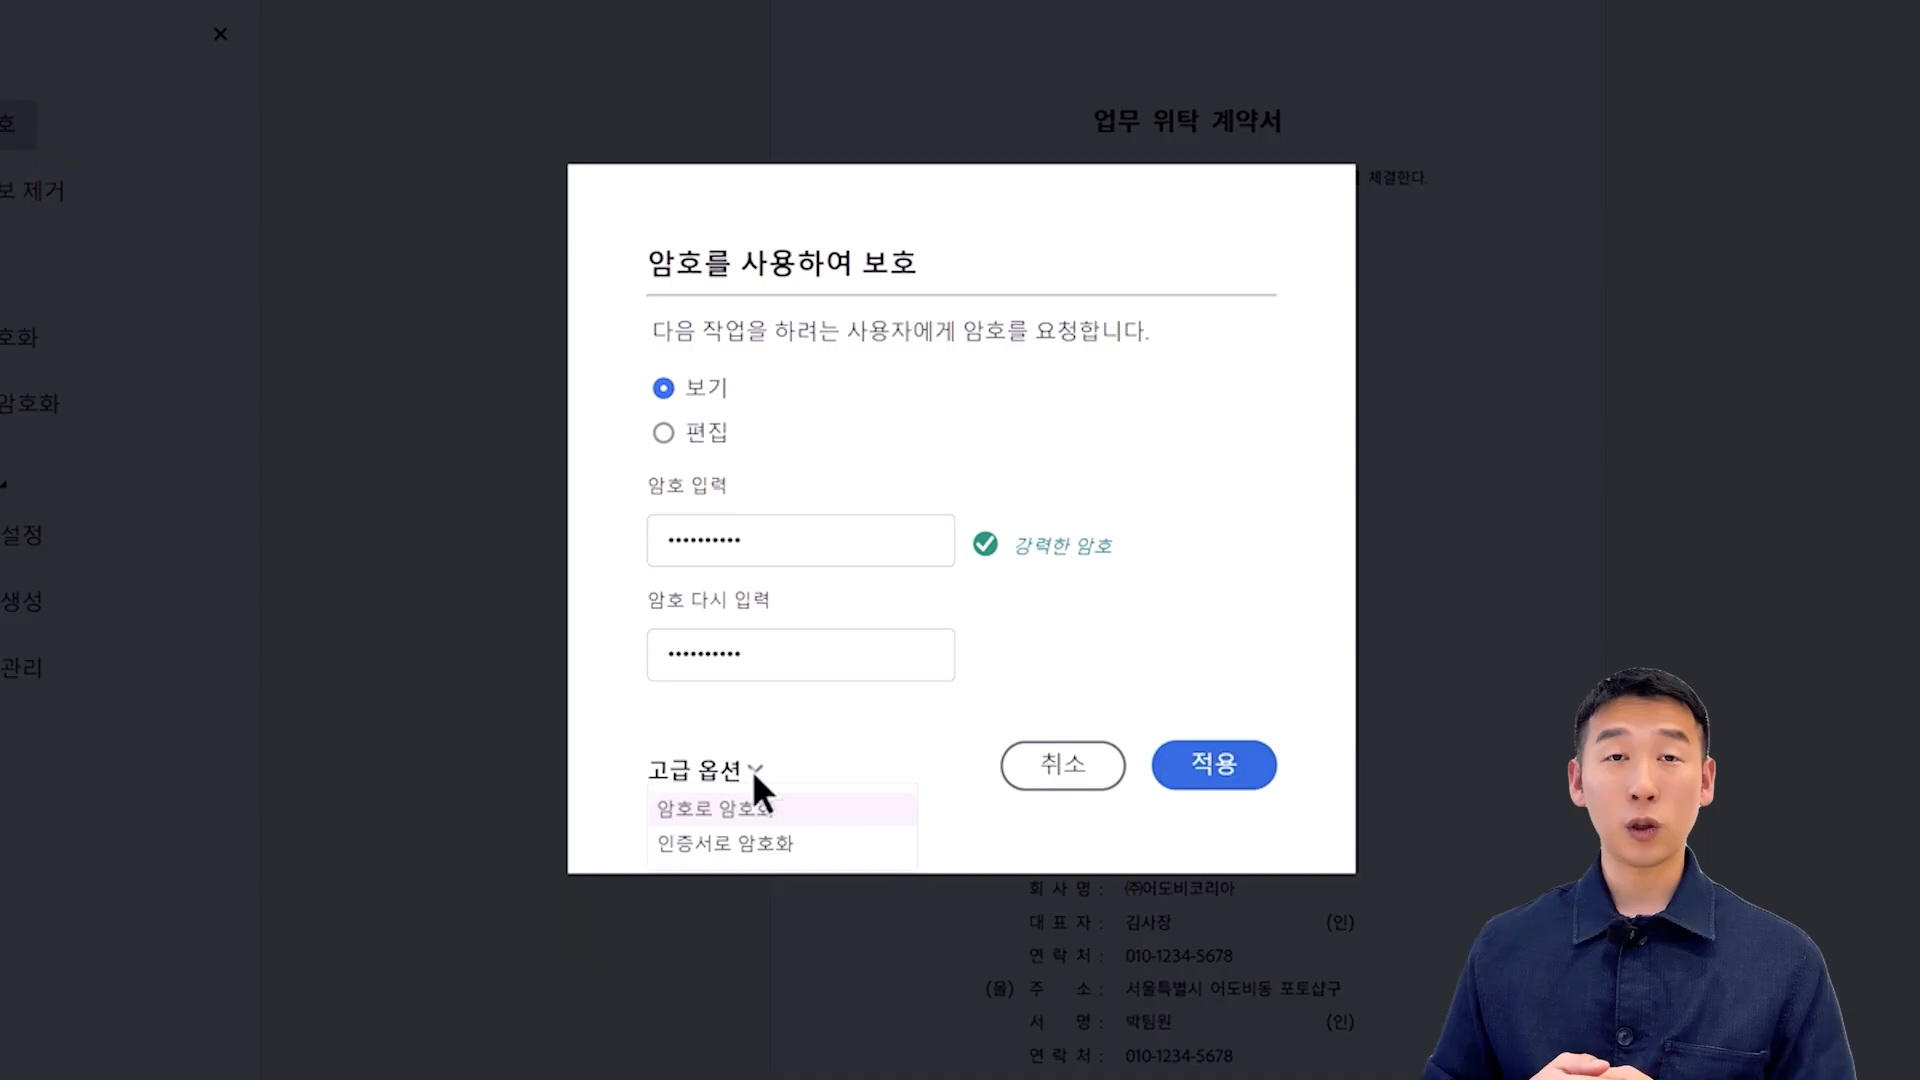 호
보 제거
호화
암호화
설정
생성
관리
업무 위탁 계약서
체결한다.
암호를 사용하여 보호
다음 작업을 하려는 사용자에게 암호를 요청합니다.
보기
편집
암호 입력
••••••••••
강력한 암호
암호 다시 입력
••••••••••
고급 옵션
취소
적용
암호로 암호화
인증서로 암호화
회 사 명 : ㈜어도비코리아
대 표 자 : 김사장 (인)
연 락 처 : 010-1234-5678
(을) 주 소 : 서울특별시 어도비동 포토샵구
서 명 : 박팀원 (인)
연 락 처 : 010-1234-5678